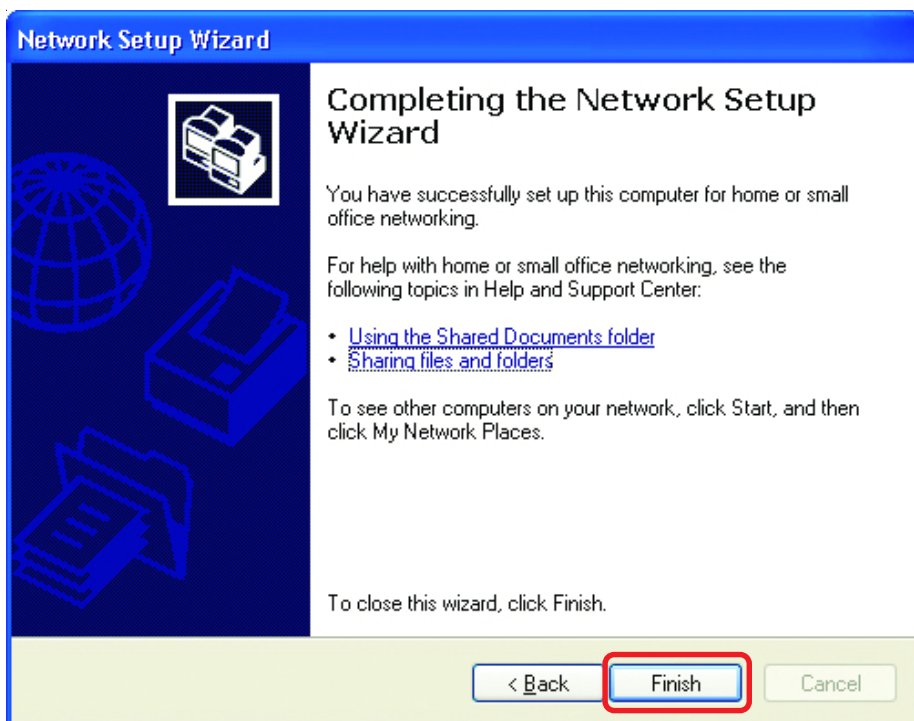 Network Setup Wizard
Completing the Network Setup
Wizard
You have successfully set up this computer for home or small
office networking.
For help with home or small office networking, see the
following topics in Help and Support Center:
• Using the Shared Documents folder
• Sharing files and folders
To see other computers on your network, click Start, and then
click My Network Places.
To close this wizard, click Finish.
< Back Finish Cancel